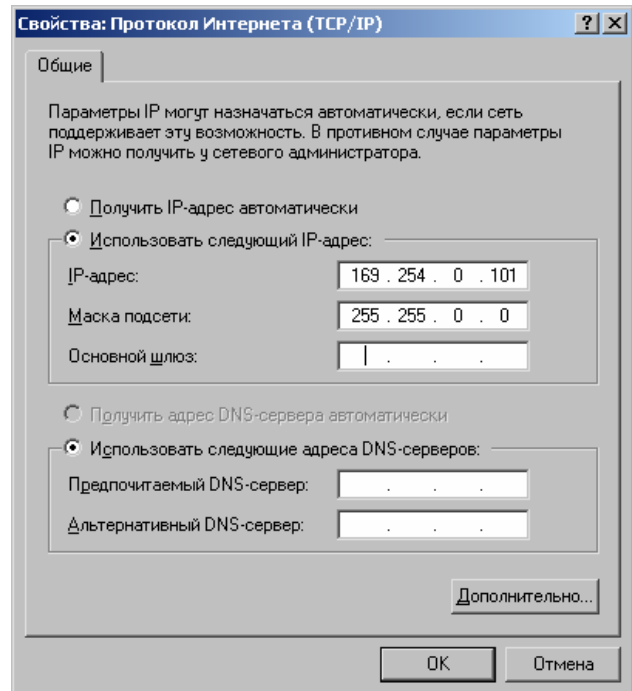 Свойства: Протокол Интернета (TCP/IP)
Общие
Параметры IP могут назначаться автоматически, если сеть
поддерживает эту возможность. В противном случае параметры
IP можно получить у сетевого администратора.
Получить IP-адрес автоматически
Использовать следующий IP-адрес:
IP-адрес: 169 . 254 . 0 . 101
Маска подсети: 255 . 255 . 0 . 0
Основной шлюз: . . .
Получить адрес DNS-сервера автоматически
Использовать следующие адреса DNS-серверов:
Предпочитаемый DNS-сервер: . . .
Альтернативный DNS-сервер: . . .
Дополнительно...
OK Отмена